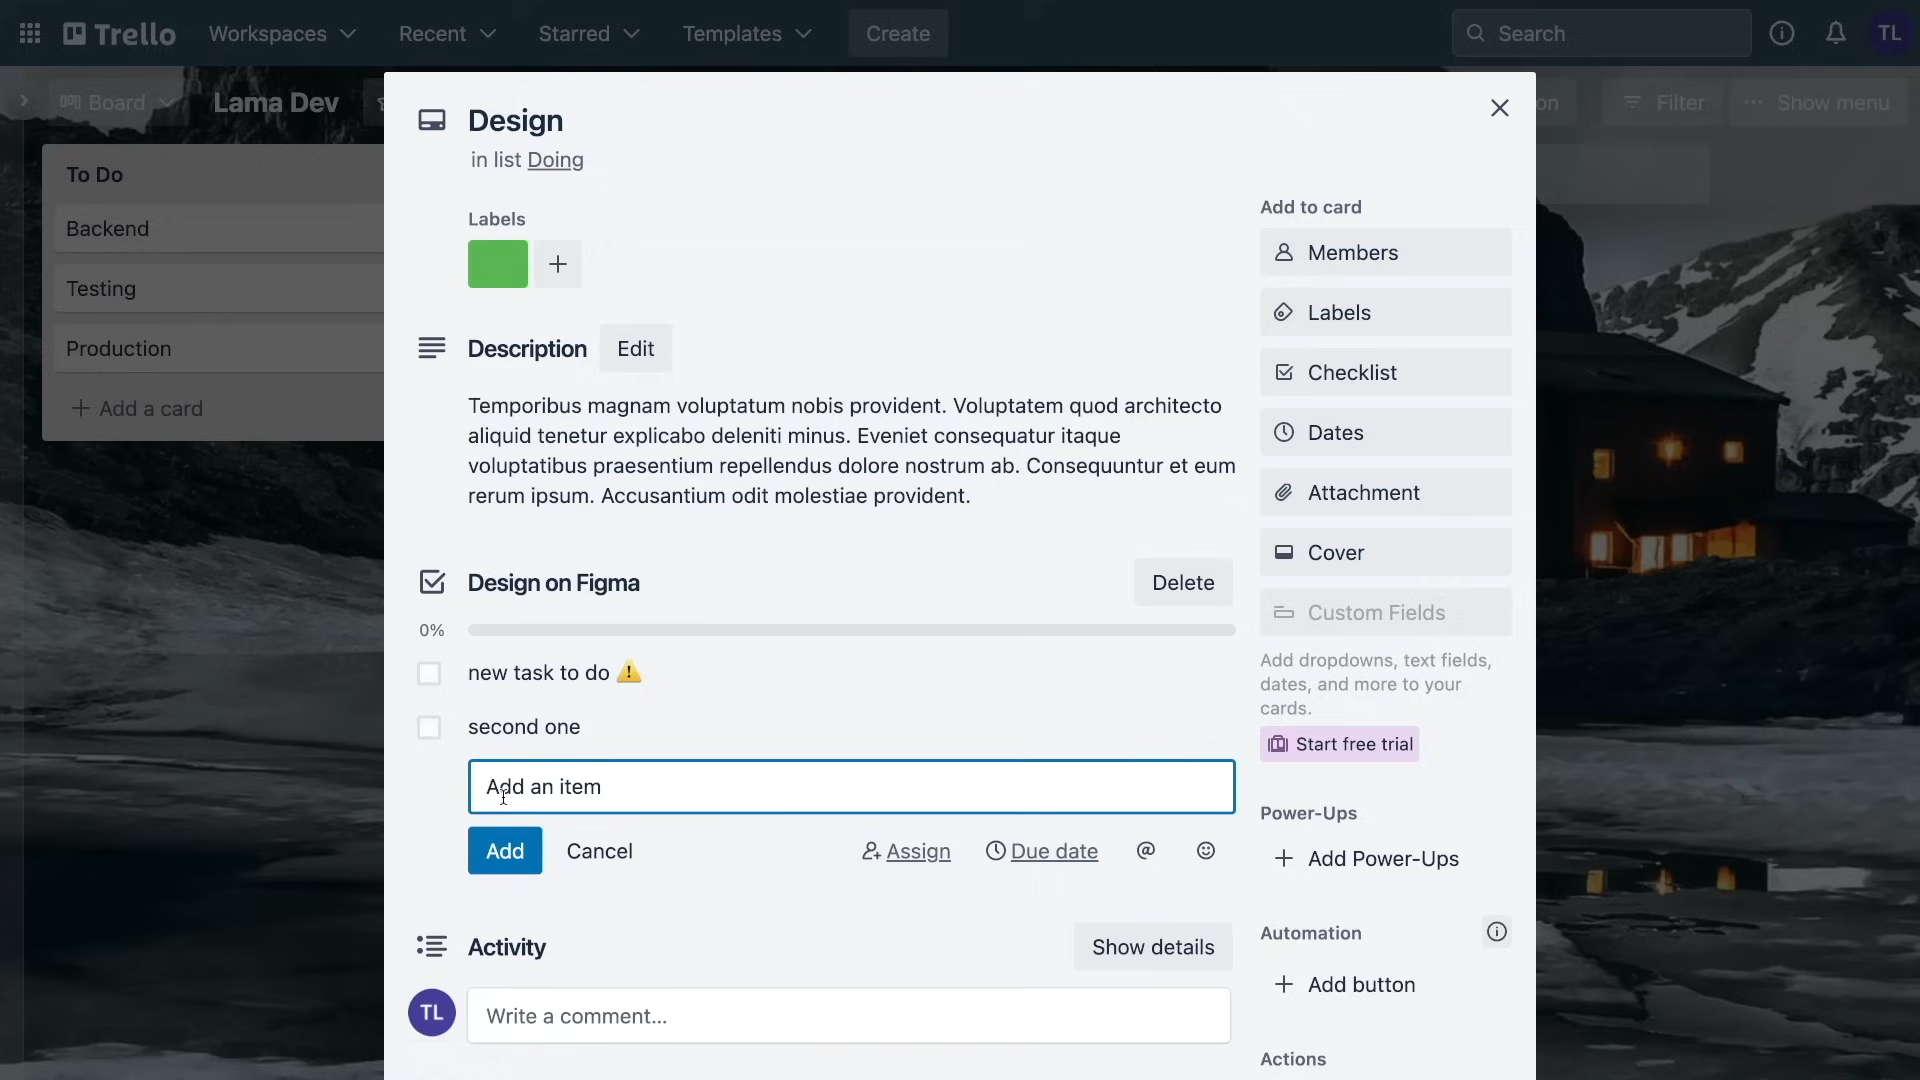 Trello Workspaces Recent Starred Templates Create Search TL
Board Lama Dev Filter Show menu
To Do
Backend
Testing
Production
+ Add a card
Design
in list Doing
Labels
+
Description Edit
Temporibus magnam voluptatum nobis provident. Voluptatem quod architecto
aliquid tenetur explicabo deleniti minus. Eveniet consequatur itaque
voluptatibus praesentium repellendus dolore nostrum ab. Consequuntur et eum
rerum ipsum. Accusantium odit molestiae provident.
Design on Figma Delete
0%
new task to do ⚠️
second one
Add an item
Add Cancel Assign Due date @
Activity Show details
TL Write a comment...
Add to card
Members
Labels
Checklist
Dates
Attachment
Cover
Custom Fields
Add dropdowns, text fields,
dates, and more to your
cards.
Start free trial
Power-Ups
+ Add Power-Ups
Automation
+ Add button
Actions